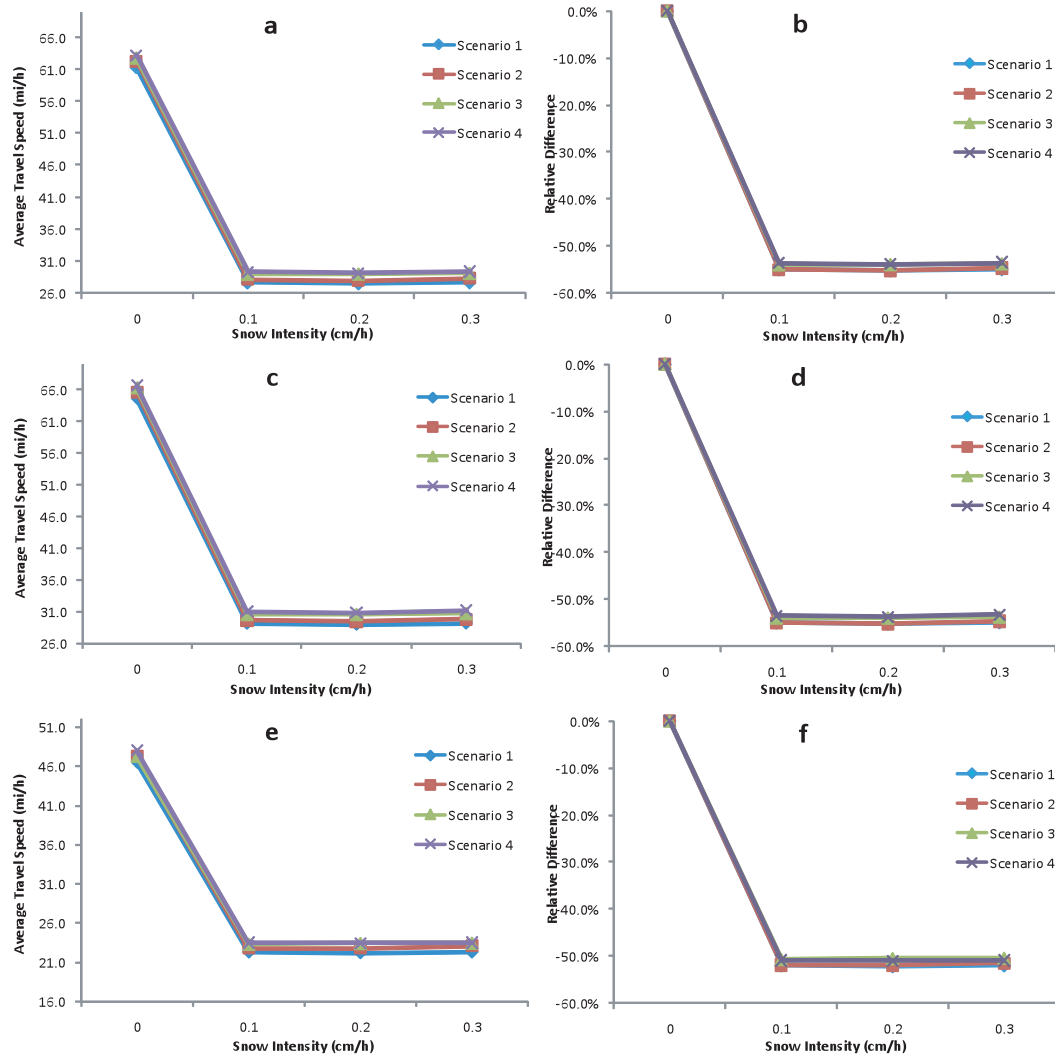 a
Average Travel Speed (mi/h)
66.0
61.0
56.0
51.0
46.0
41.0
36.0
31.0
26.0
0 0.1 0.2 0.3
Snow Intensity (cm/h)
Scenario 1
Scenario 2
Scenario 3
Scenario 4
b
Relative Difference
0.0%
-10.0%
-20.0%
-30.0%
-40.0%
-50.0%
-60.0%
0 0.1 0.2 0.3
Snow Intensity (cm/h)
Scenario 1
Scenario 2
Scenario 3
Scenario 4
c
Average Travel Speed (mi/h)
66.0
61.0
56.0
51.0
46.0
41.0
36.0
31.0
26.0
0 0.1 0.2 0.3
Snow Intensity (cm/h)
Scenario 1
Scenario 2
Scenario 3
Scenario 4
d
Relative Difference
0.0%
-10.0%
-20.0%
-30.0%
-40.0%
-50.0%
-60.0%
0 0.1 0.2 0.3
Snow Intensity (cm/h)
Scenario 1
Scenario 2
Scenario 3
Scenario 4
e
Average Travel Speed (mi/h)
51.0
46.0
41.0
36.0
31.0
26.0
21.0
16.0
0 0.1 0.2 0.3
Snow Intensity (cm/h)
Scenario 1
Scenario 2
Scenario 3
Scenario 4
f
Relative Difference
0.0%
-10.0%
-20.0%
-30.0%
-40.0%
-50.0%
-60.0%
0 0.1 0.2 0.3
Snow Intensity (cm/h)
Scenario 1
Scenario 2
Scenario 3
Scenario 4